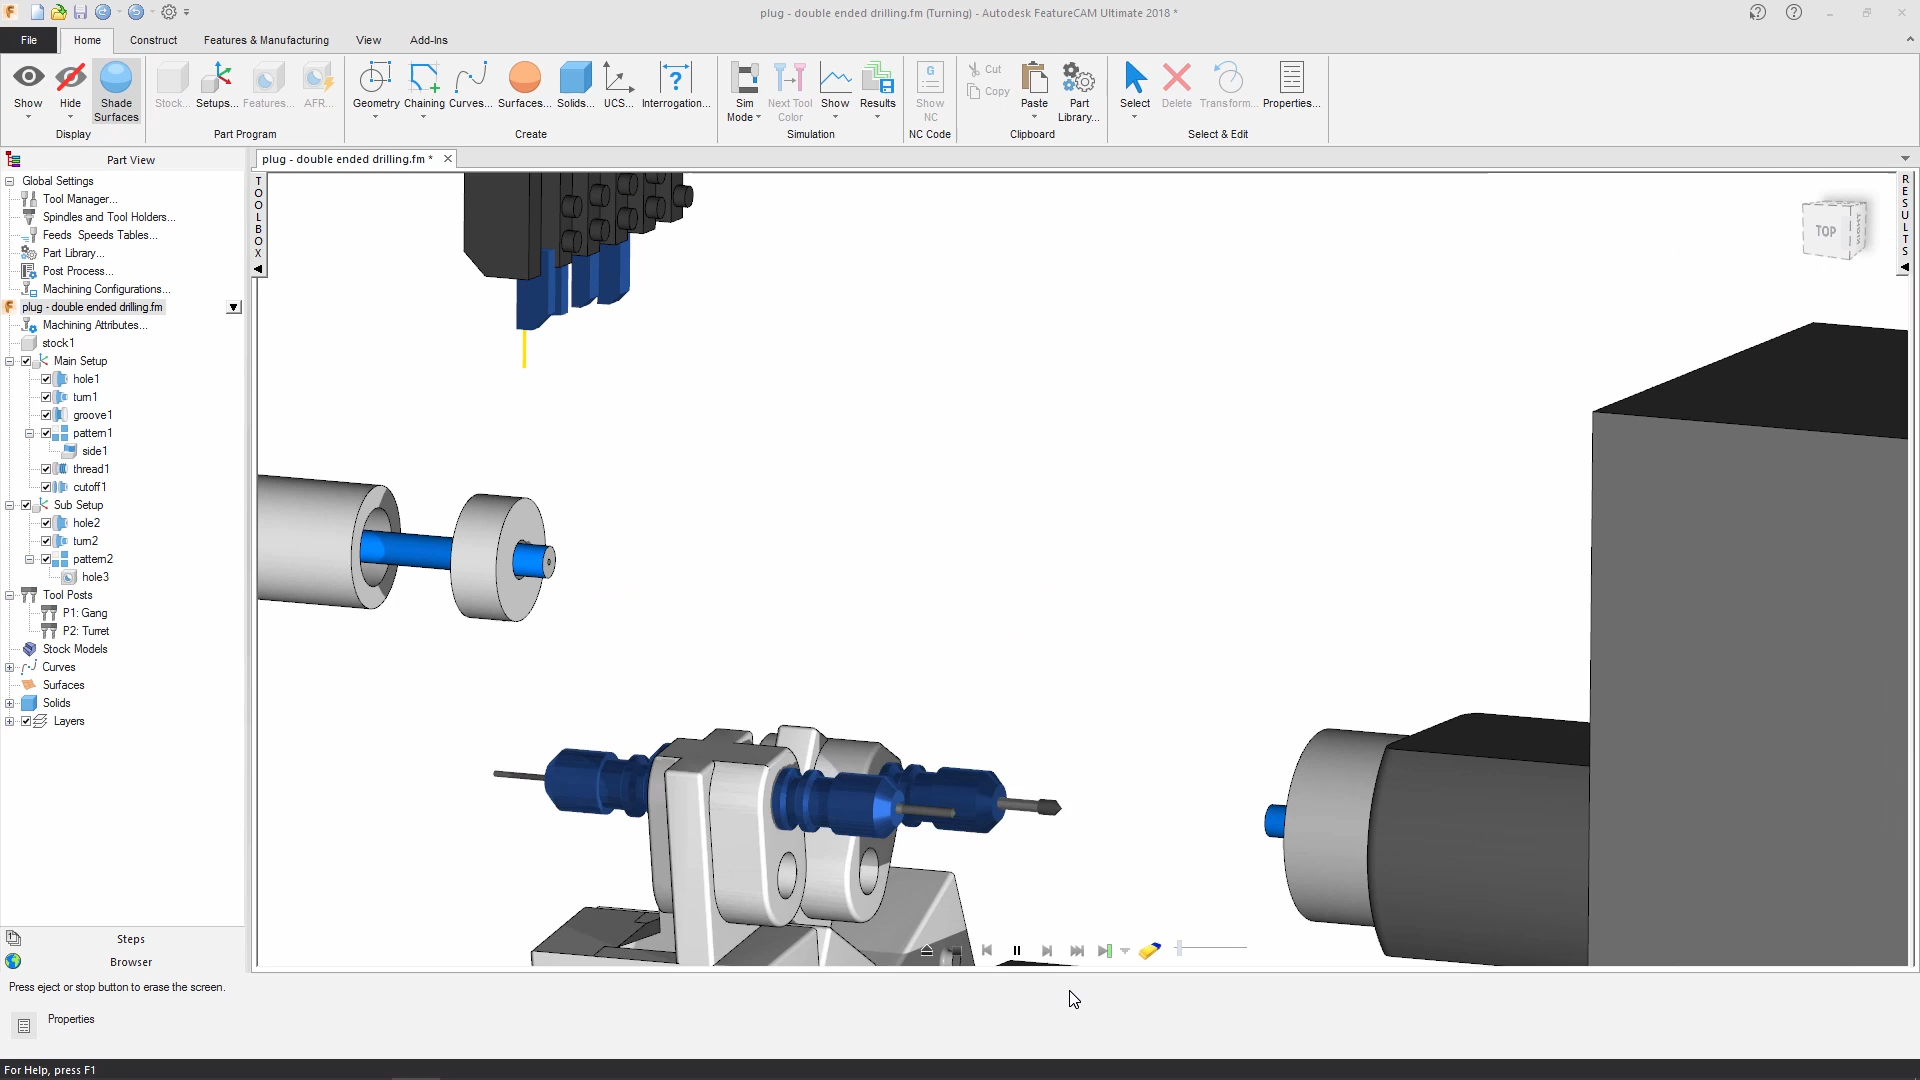 plug - double ended drilling.fm (Turning) - Autodesk FeatureCAM Ultimate 2018 *
File
Home
Construct
Features & Manufacturing
View
Add-Ins
Show
Hide
Shade Surfaces
Display
Stock...
Setups...
Features...
AFR...
Part Program
Geometry
Chaining
Curves...
Surfaces...
Solids...
UCS...
Interrogation...
Create
Sim Mode
Next Tool Color
Show
Results
Simulation
G
Show NC
NC Code
Cut
Copy
Paste
Part Library...
Clipboard
Select
Delete
Transform...
Properties...
Select & Edit
Part View
plug - double ended drilling.fm *
Global Settings
Tool Manager...
Spindles and Tool Holders...
Feeds Speeds Tables...
Part Library...
Post Process...
Machining Configurations...
plug - double ended drilling.fm
Machining Attributes...
stock1
Main Setup
hole1
turn1
groove1
pattern1
side1
thread1
cutoff1
Sub Setup
hole2
turn2
pattern2
hole3
Tool Posts
P1: Gang
P2: Turret
Stock Models
Curves
Surfaces
Solids
Layers
Steps
Browser
TOOLBOX
TOP
RIGHT
RESULTS
Press eject or stop button to erase the screen.
Properties
For Help, press F1